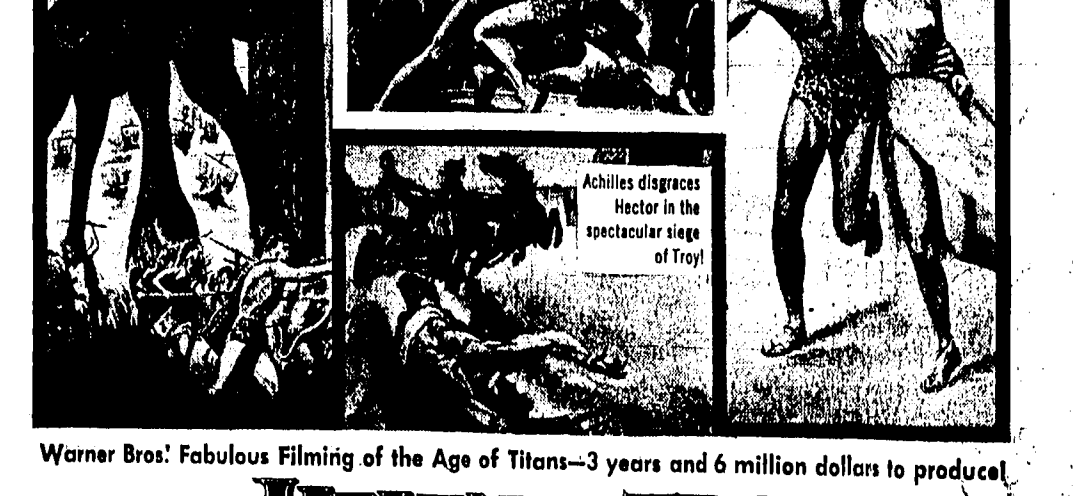 Achilles disgraces
Hector in the
spectacular siege
of Troy!
Warner Bros.' Fabulous Filming of the Age of Titans—3 years and 6 million dollars to produce!